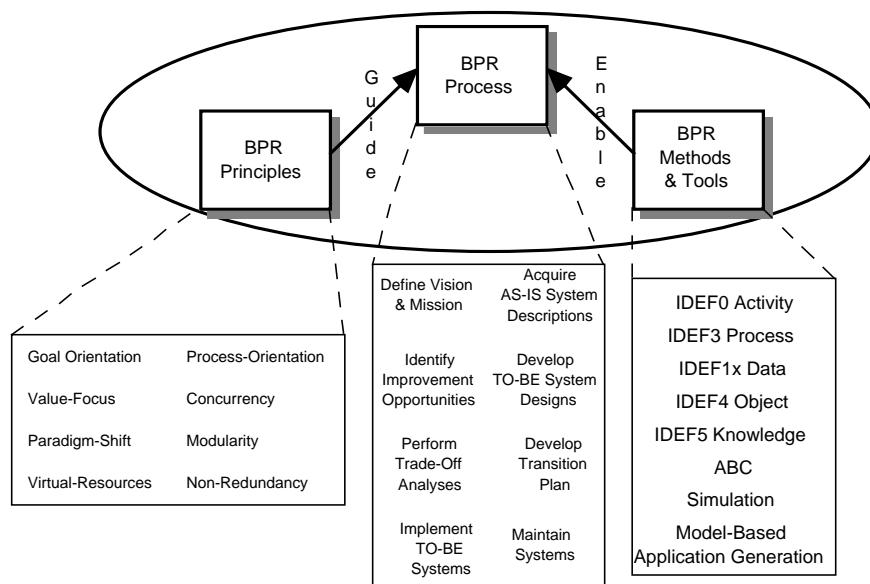 BPR
Process
Guide
Enable
BPR
Principles
BPR
Methods
& Tools
Goal Orientation
Process-Orientation
Value-Focus
Concurrency
Paradigm-Shift
Modularity
Virtual-Resources
Non-Redundancy
Define Vision
& Mission
Acquire
AS-IS System
Descriptions
Identify
Improvement
Opportunities
Develop
TO-BE System
Designs
Perform
Trade-Off
Analyses
Develop
Transition
Plan
Implement
TO-BE
Systems
Maintain
Systems
IDEF0 Activity
IDEF3 Process
IDEF1x Data
IDEF4 Object
IDEF5 Knowledge
ABC
Simulation
Model-Based
Application Generation